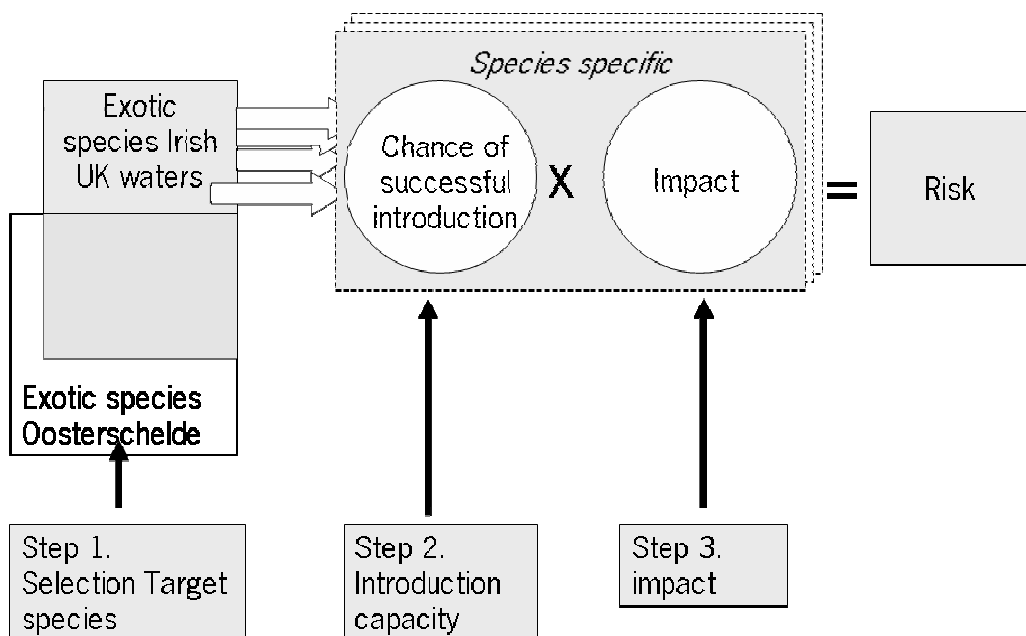 Species specific
Exotic
species Irish
UK waters
Chance of
successful
introduction
X
Impact
=
Risk
Exotic species
Oosterschelde
Step 1.
Selection Target
species
Step 2.
Introduction
capacity
Step 3.
impact